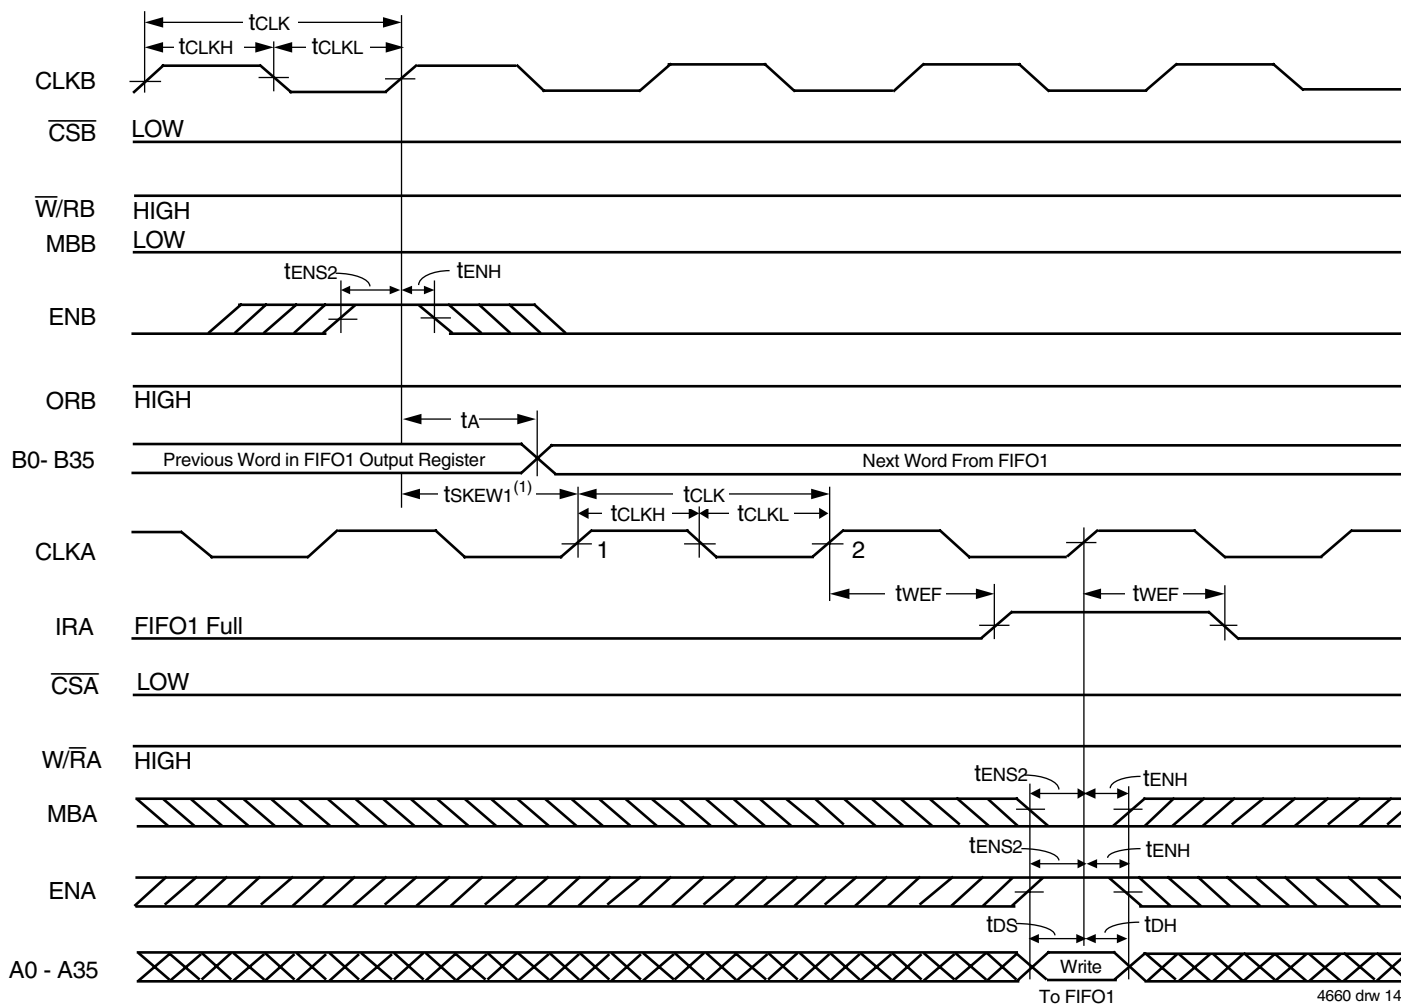 tCLK
tCLKH
tCLKL
CLKB
CSB
LOW
W/RB
HIGH
MBB
LOW
tENS2
tENH
ENB
ORB
HIGH
tA
B0- B35
Previous Word in FIFO1 Output Register
Next Word From FIFO1
tSKEW1(1)
tCLK
tCLKH
tCLKL
CLKA
1
2
tWEF
tWEF
IRA
FIFO1 Full
CSA
LOW
W/RA
HIGH
tENS2
tENH
MBA
tENS2
tENH
ENA
tDS
tDH
A0 - A35
Write
To FIFO1
4660 drw 14